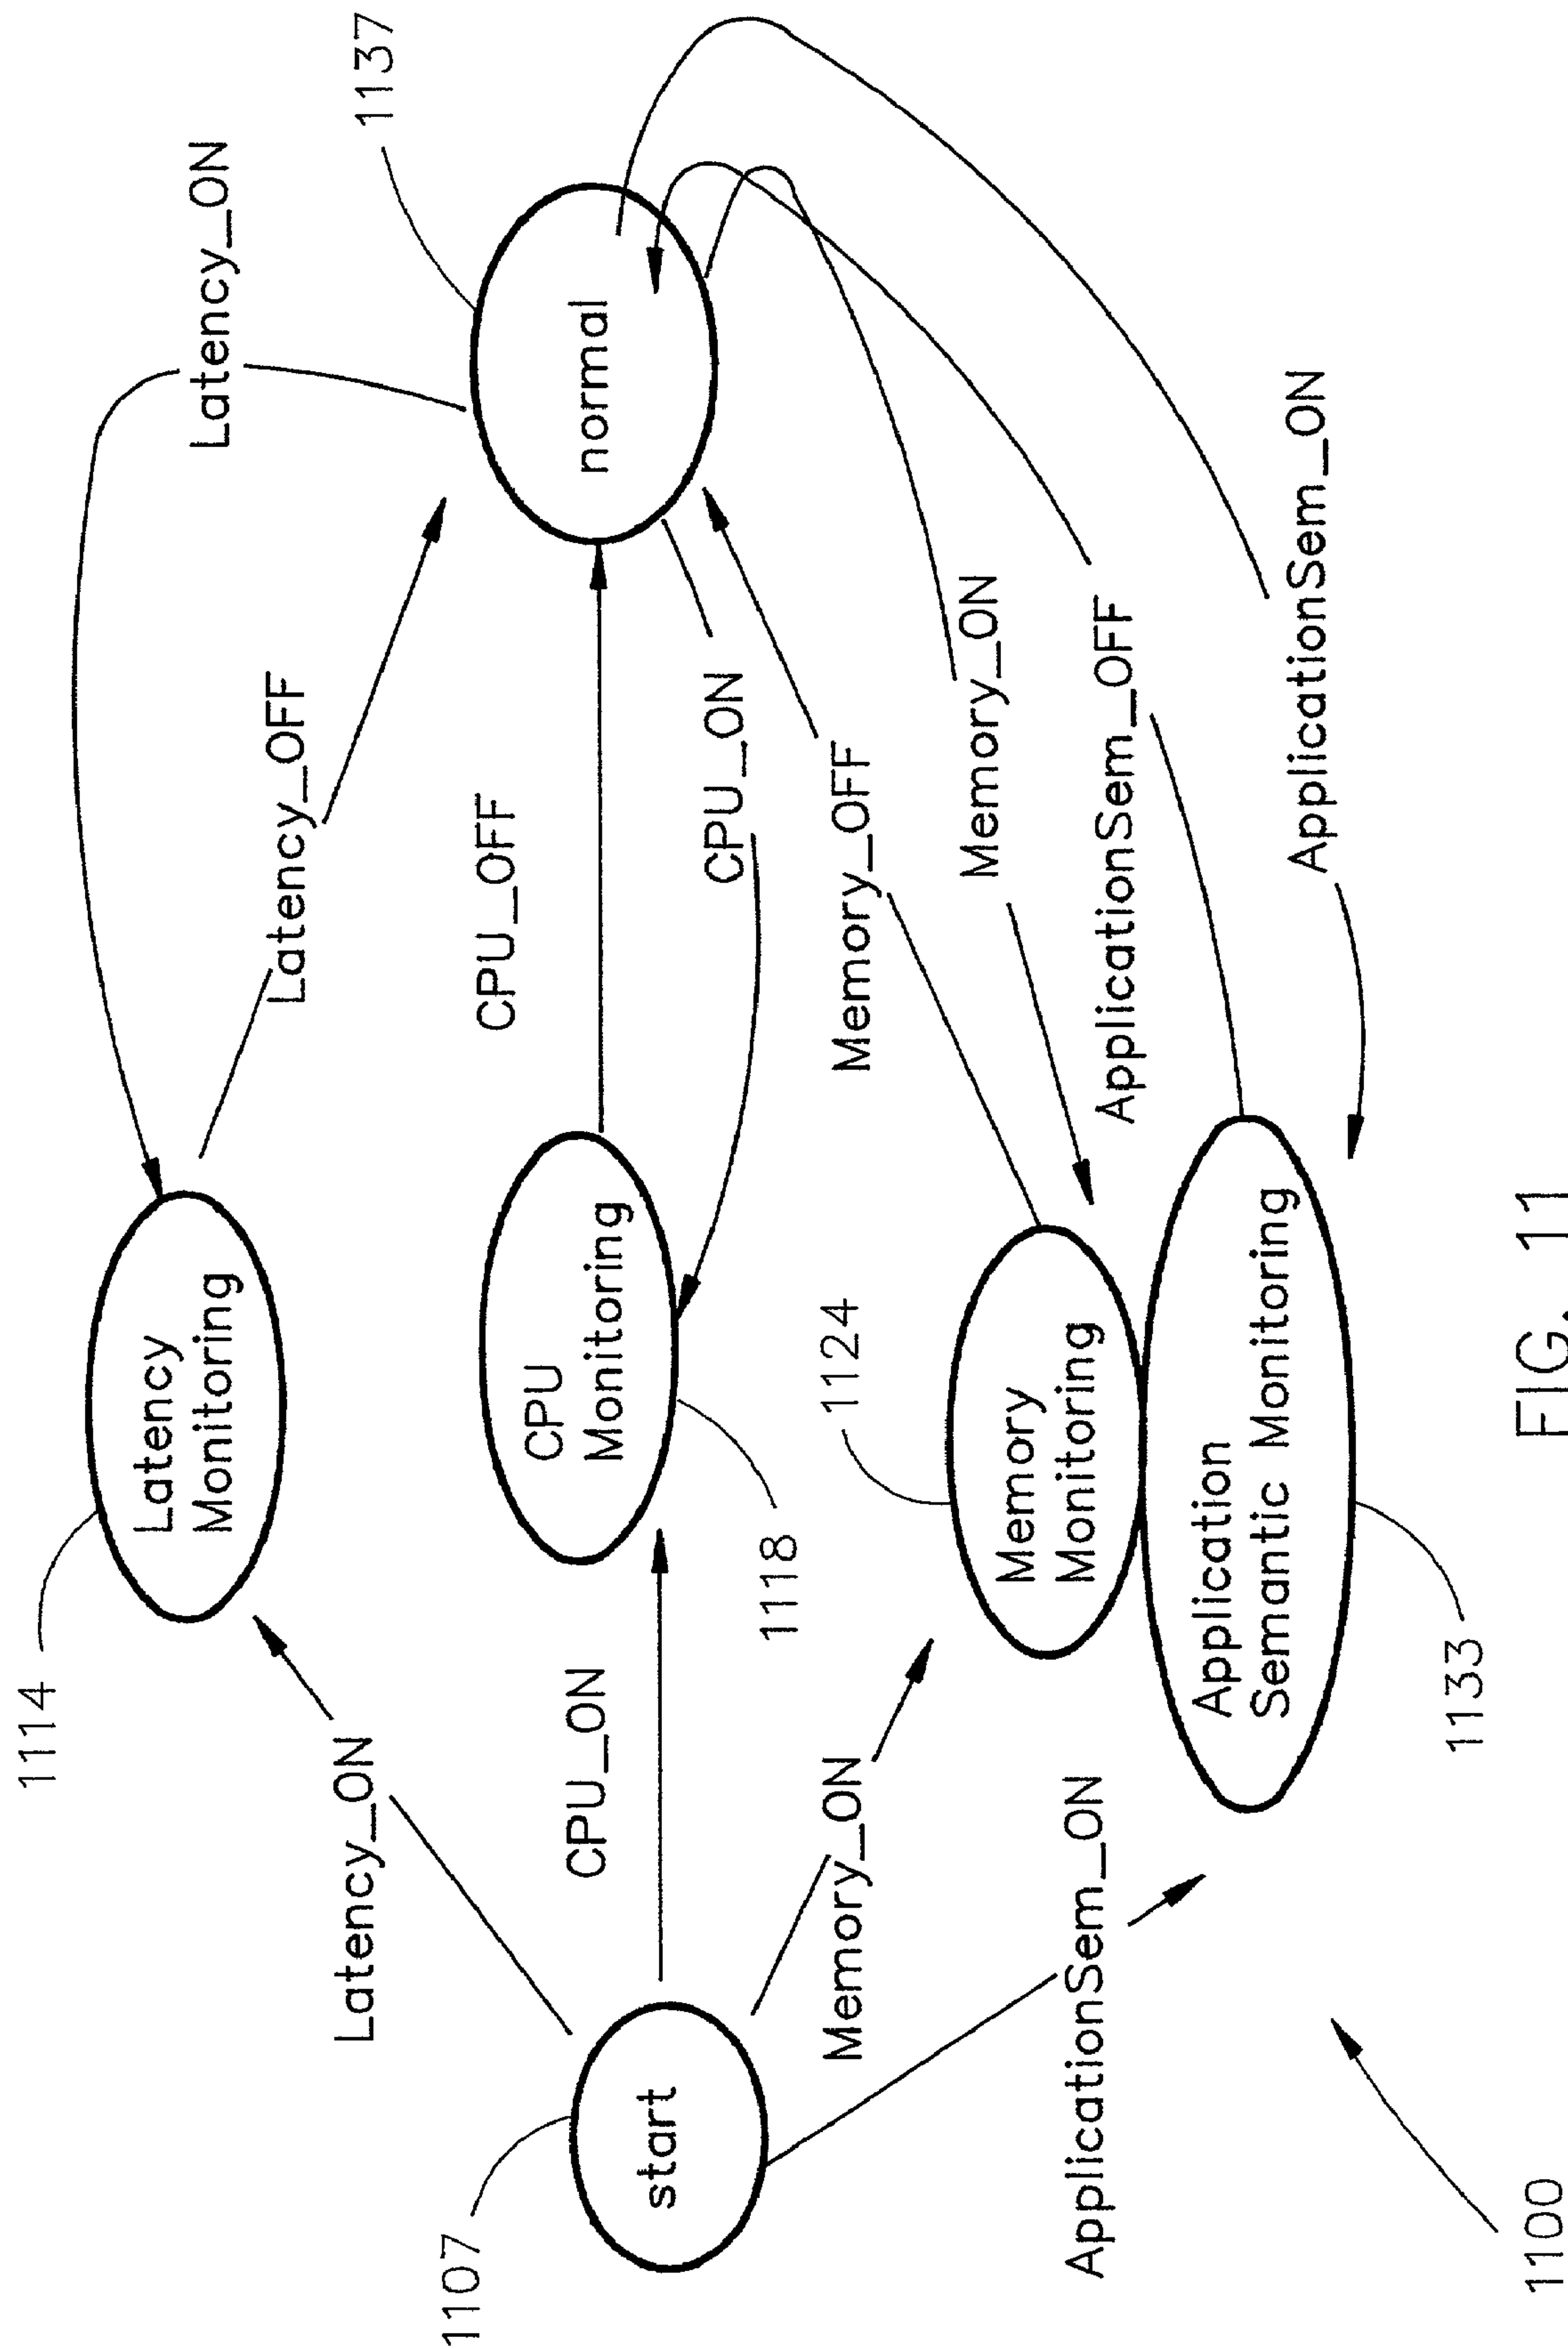 1107
start
Latency_ON
CPU_ON
Memory_ON
ApplicationSem_ON
1100
1114
Latency
Monitoring
CPU
Monitoring
1118
1124
Memory
Monitoring
Application
Semantic Monitoring
1133
Latency_OFF
CPU_OFF
CPU_ON
Memory_OFF
Memory_ON
ApplicationSem_OFF
ApplicationSem_ON
Latency_ON
1137
normal
FIG. 11